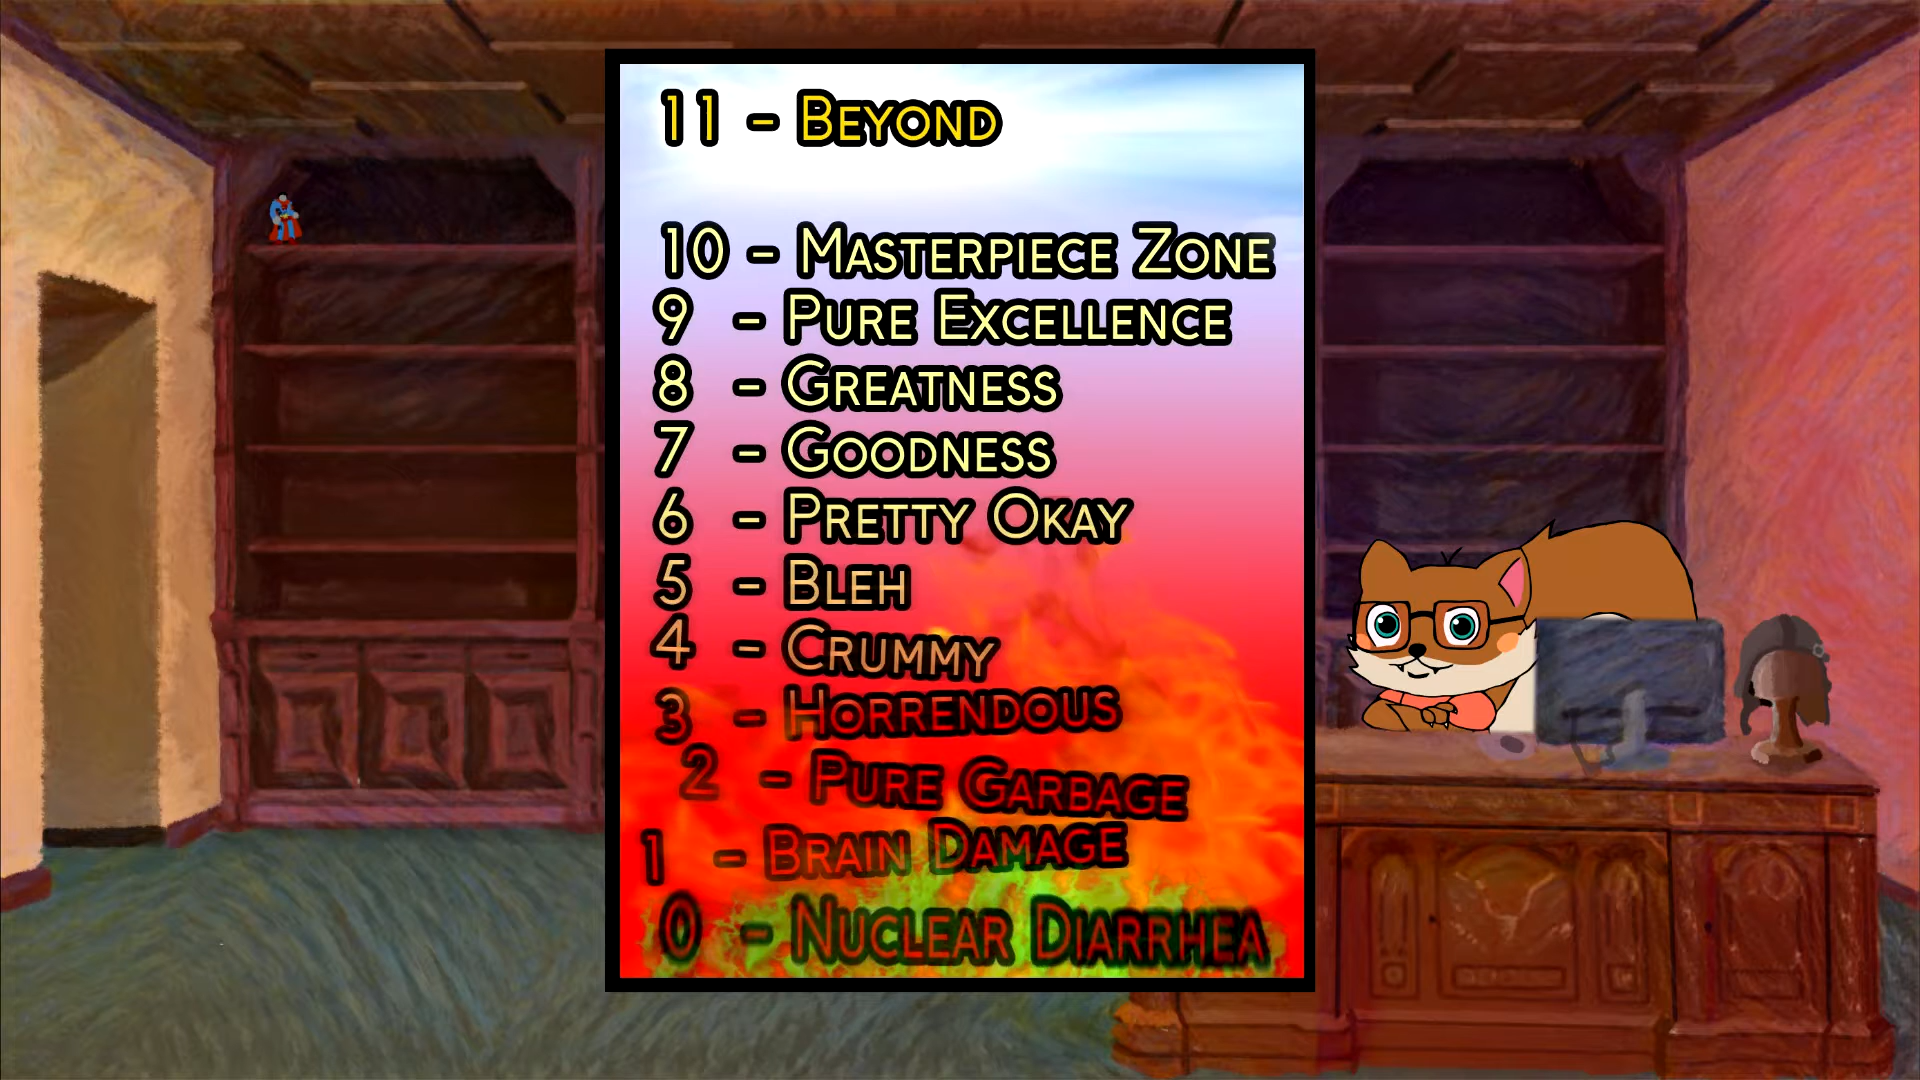 11 - Beyond
10 - Masterpiece Zone
9 - Pure Excellence
8 - Greatness
7 - Goodness
6 - Pretty Okay
5 - Bleh
4 - Crummy
3 - Horrendous
2 - Pure Garbage
1 - Brain Damage
0 - Nuclear Diarrhea